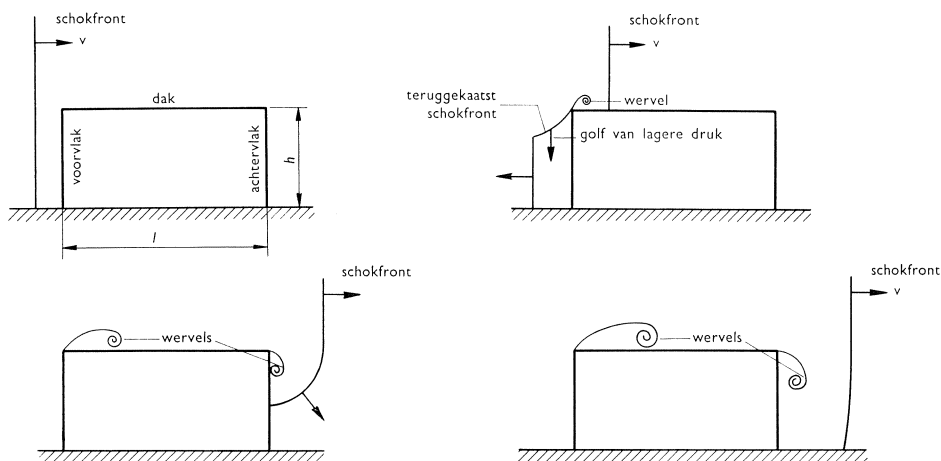 schokfront
v
dak
voorvlak
achtervlak
h
l
schokfront
v
teruggekaatst
schokfront
wervel
golf van lagere druk
schokfront
wervels
schokfront
v
wervels